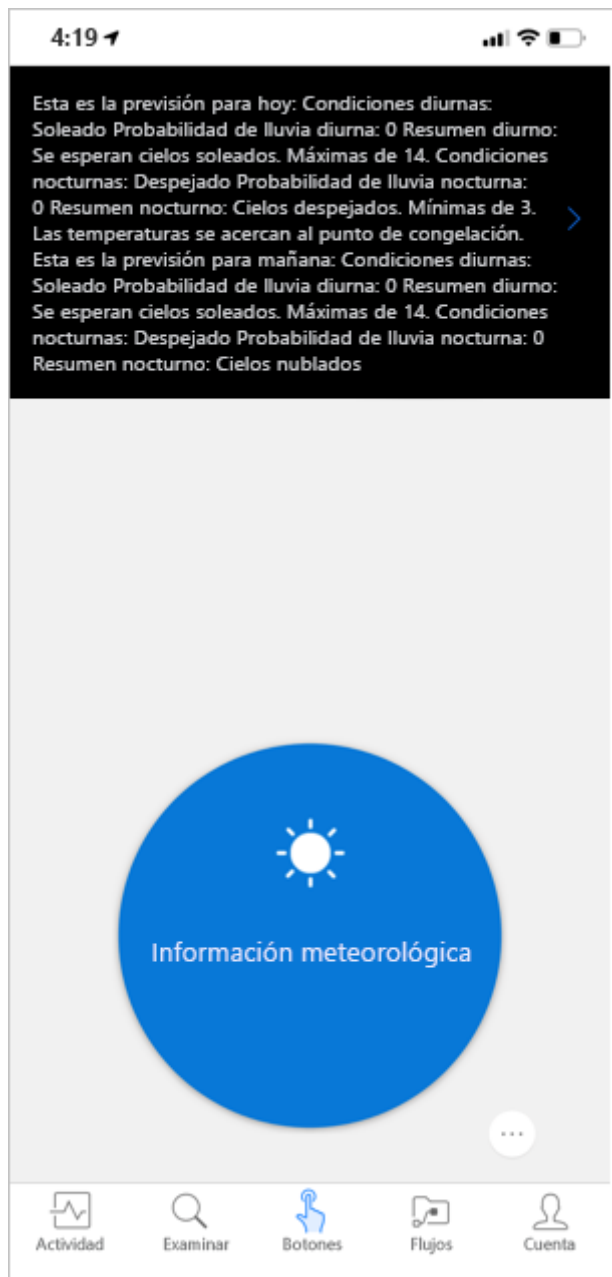 4:19
Esta es la previsión para hoy: Condiciones diurnas:
Soleado Probabilidad de lluvia diurna: 0 Resumen diurno:
Se esperan cielos soleados. Máximas de 14. Condiciones
nocturnas: Despejado Probabilidad de lluvia nocturna:
0 Resumen nocturno: Cielos despejados. Mínimas de 3.
Las temperaturas se acercan al punto de congelación.
Esta es la previsión para mañana: Condiciones diurnas:
Soleado Probabilidad de lluvia diurna: 0 Resumen diurno:
Se esperan cielos soleados. Máximas de 14. Condiciones
nocturnas: Despejado Probabilidad de lluvia nocturna: 0
Resumen nocturno: Cielos nublados
Información meteorológica
Actividad Examinar Botones Flujos Cuenta